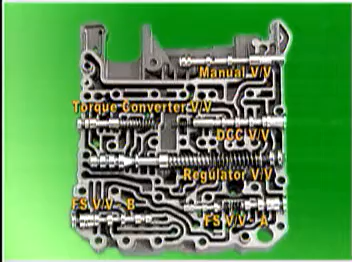 Manual V/V
Torque Converter V/V
DCC V/V
Regulator V/V
FS V/V - B
FS V/V - A